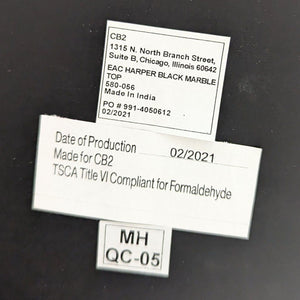 CB2
1315 N. North Branch Street,
Suite B, Chicago, Illinois 60642
EAC HARPER BLACK MARBLE
TOP
580-056
Made In India
PO # 991-4050612
02/2021
Date of Production 02/2021
Made for CB2
TSCA Title VI Compliant for Formaldehyde
MH
QC-05